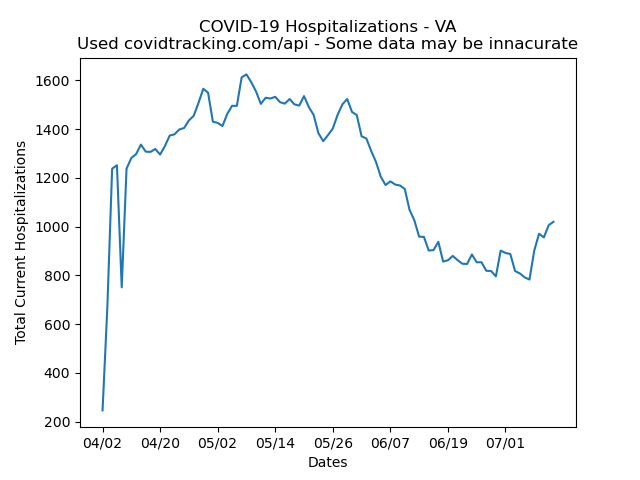 COVID-19 Hospitalizations - VA
Used covidtracking.com/api - Some data may be innacurate
Total Current Hospitalizations
1600
1400
1200
1000
800
600
400
200
04/02 04/20 05/02 05/14 05/26 06/07 06/19 07/01
Dates